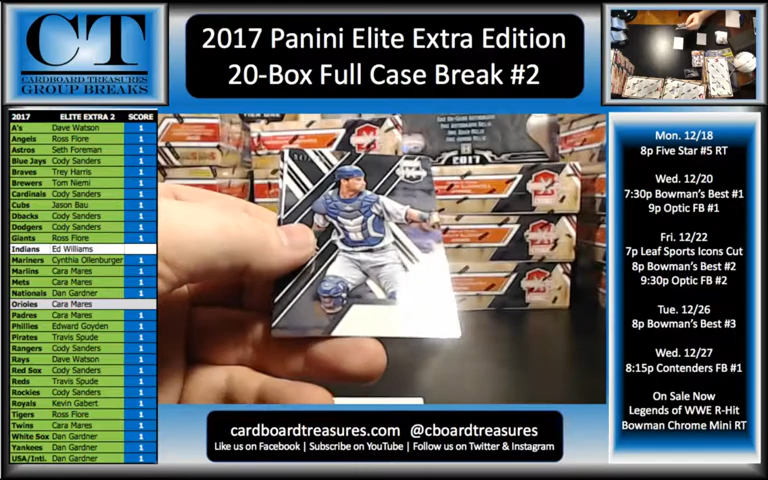 CT
CARDBOARD TREASURES
GROUP BREAKS
2017 Panini Elite Extra Edition
20-Box Full Case Break #2
2017 ELITE EXTRA 2 SCORE
A's Dave Watson 1
Angels Ross Flore 1
Astros Seth Foreman 1
Blue Jays Cody Sanders 1
Braves Trey Harris 1
Brewers Tom Niemi 1
Cardinals Cody Sanders 1
Cubs Jason Bau 1
Dbacks Cody Sanders 1
Dodgers Cody Sanders 1
Giants Ross Flore 1
Indians Ed Williams
Mariners Cynthia Ollenburger 1
Marlins Cara Mares 1
Mets Cara Mares 1
Nationals Dan Gardner 1
Orioles Cara Mares
Padres Cara Mares 1
Phillies Edward Goyden 1
Pirates Travis Spude 1
Rangers Cody Sanders 1
Rays Dave Watson 1
Red Sox Cody Sanders 1
Reds Travis Spude 1
Rockies Cody Sanders 1
Royals Kevin Gabert 1
Tigers Ross Flore 1
Twins Cara Mares 1
White Sox Dan Gardner 1
Yankees Dan Gardner 1
USA/Intl. Dan Gardner 1
2017
Mon. 12/18
8p Five Star #5 RT
Wed. 12/20
7:30p Bowman's Best #1
9p Optic FB #1
Fri. 12/22
7p Leaf Sports Icons Cut
8p Bowman's Best #2
9:30p Optic FB #2
Tue. 12/26
8p Bowman's Best #3
Wed. 12/27
8:15p Contenders FB #1
On Sale Now
Legends of WWE R-Hit
Bowman Chrome Mini RT
cardboardtreasures.com @cboardtreasures
Like us on Facebook | Subscribe on YouTube | Follow us on Twitter & Instagram